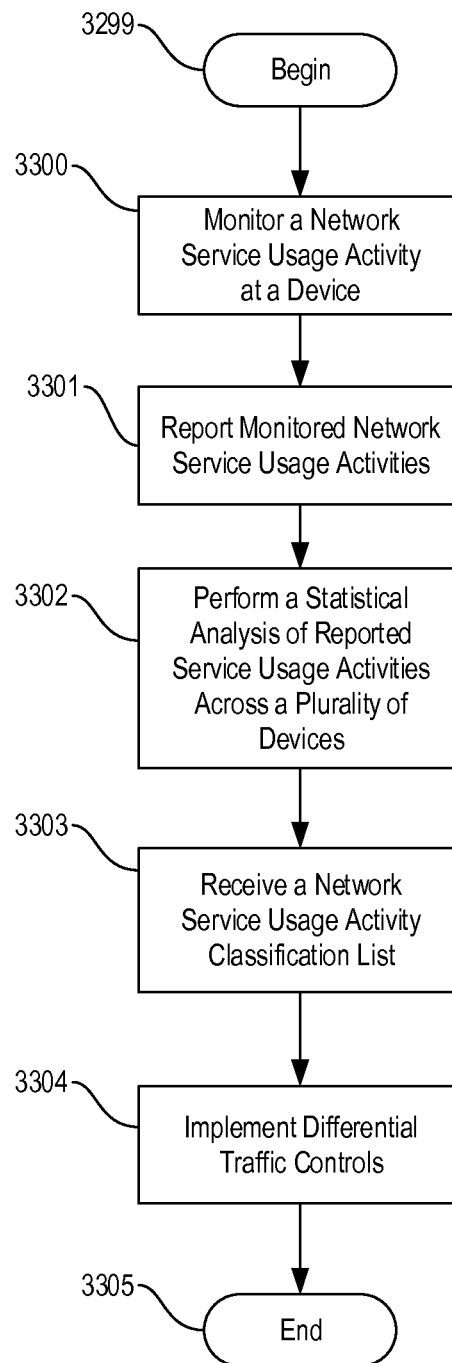 3299
Begin
3300
Monitor a Network
Service Usage Activity
at a Device
3301
Report Monitored Network
Service Usage Activities
3302
Perform a Statistical
Analysis of Reported
Service Usage Activities
Across a Plurality of
Devices
3303
Receive a Network
Service Usage Activity
Classification List
3304
Implement Differential
Traffic Controls
3305
End